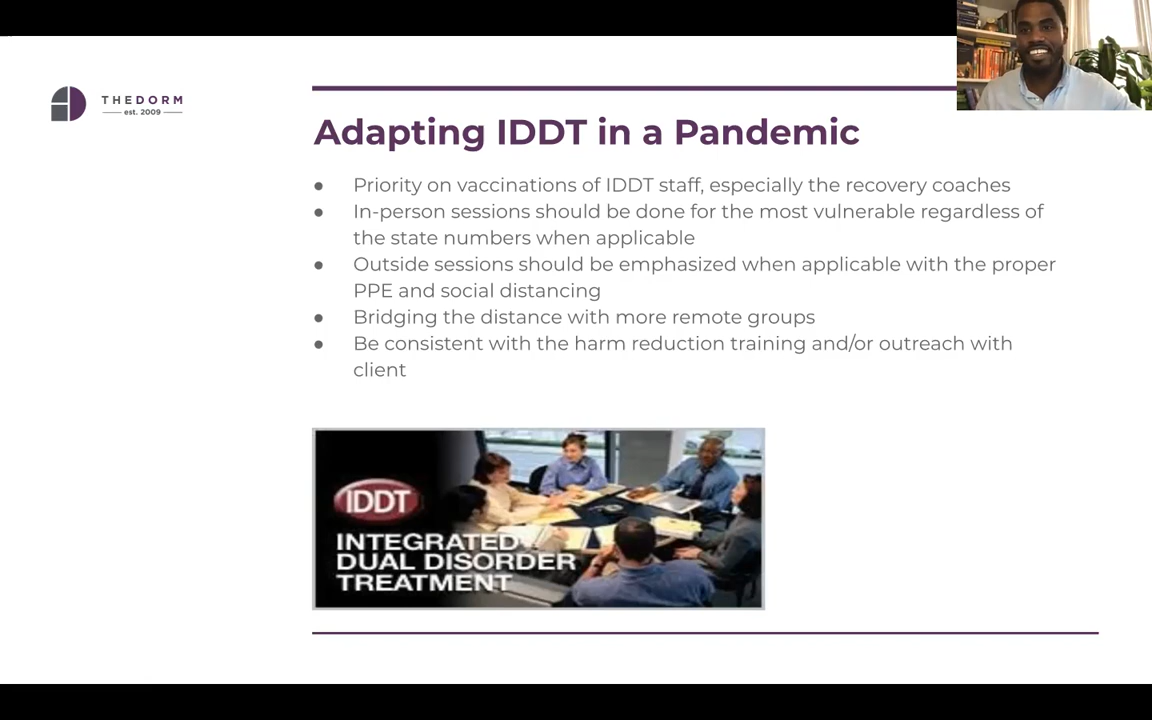 THEDORM
est. 2009
Adapting IDDT in a Pandemic
● Priority on vaccinations of IDDT staff, especially the recovery coaches
● In-person sessions should be done for the most vulnerable regardless of
the state numbers when applicable
● Outside sessions should be emphasized when applicable with the proper
PPE and social distancing
● Bridging the distance with more remote groups
● Be consistent with the harm reduction training and/or outreach with
client
IDDT
INTEGRATED
DUAL DISORDER
TREATMENT